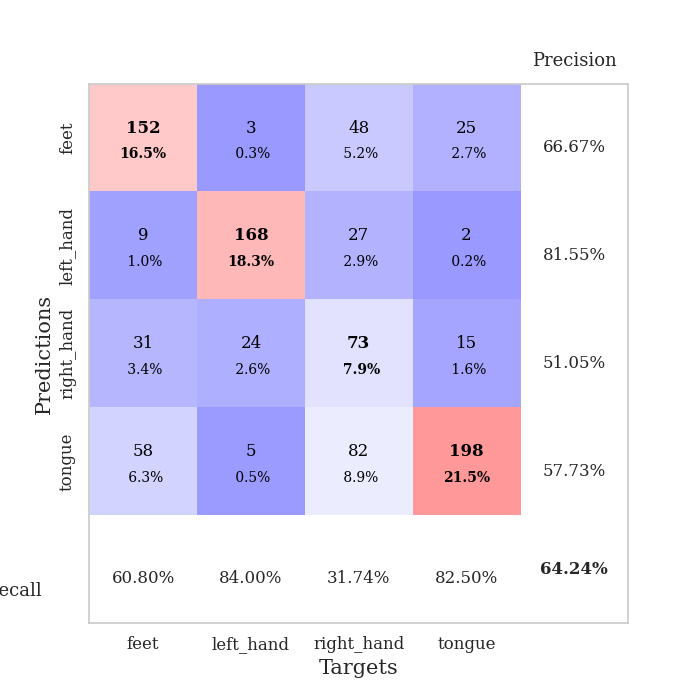 Precision
feet 152 3 48 25 66.67%
16.5% 0.3% 5.2% 2.7%
left_hand 9 168 27 2 81.55%
1.0% 18.3% 2.9% 0.2%
Predictions
right_hand 31 24 73 15 51.05%
3.4% 2.6% 7.9% 1.6%
tongue 58 5 82 198 57.73%
6.3% 0.5% 8.9% 21.5%
ecall 60.80% 84.00% 31.74% 82.50% 64.24%
feet left_hand right_hand tongue
Targets